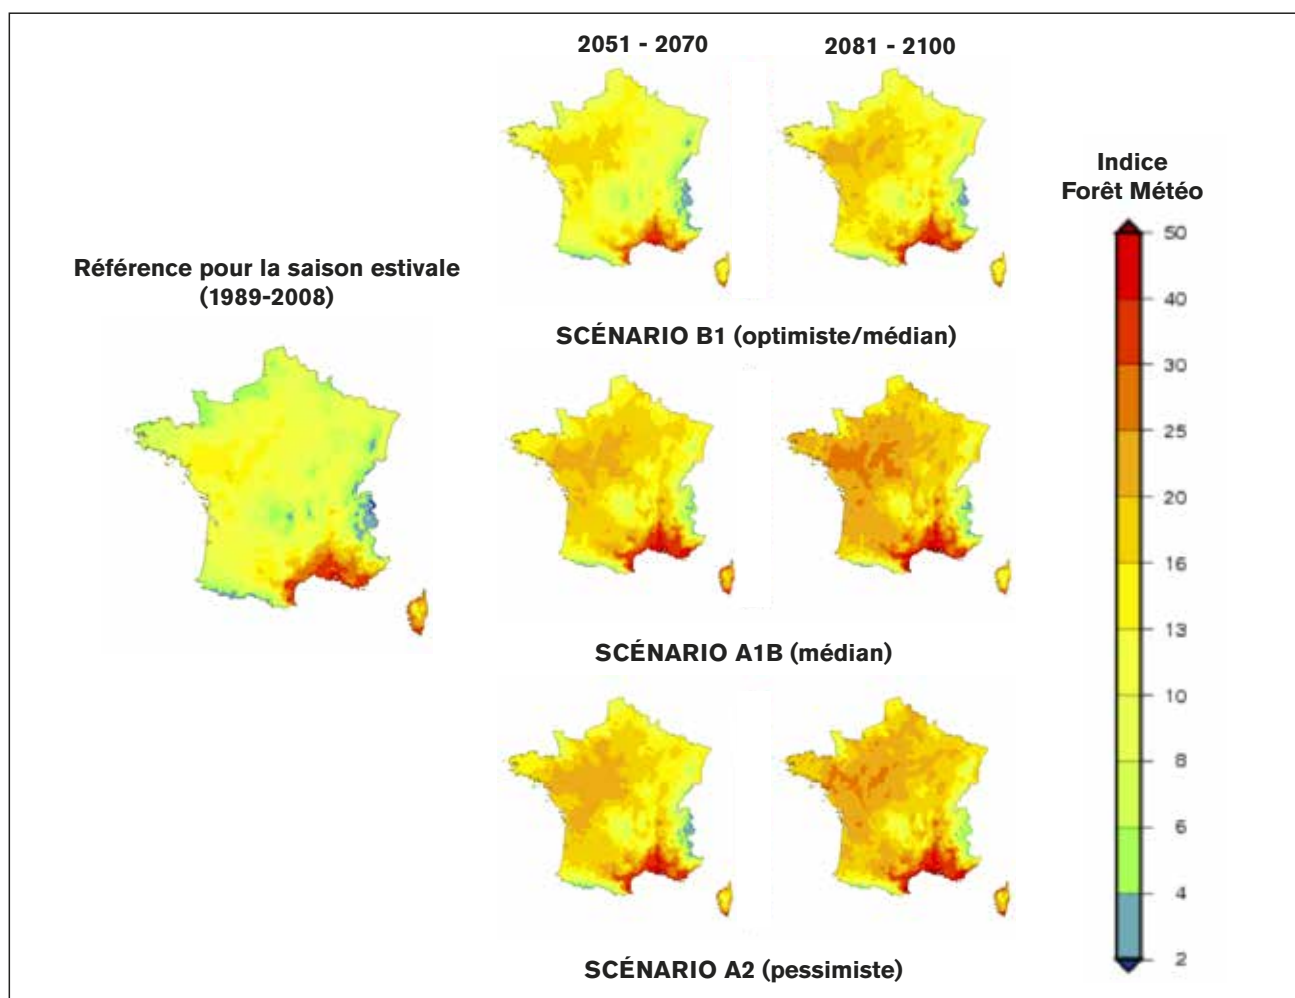 2051 - 2070
2081 - 2100
Indice
Forêt Météo
Référence pour la saison estivale
(1989-2008)
SCÉNARIO B1 (optimiste/médian)
SCÉNARIO A1B (médian)
SCÉNARIO A2 (pessimiste)
50
40
30
25
20
16
13
10
8
6
4
2